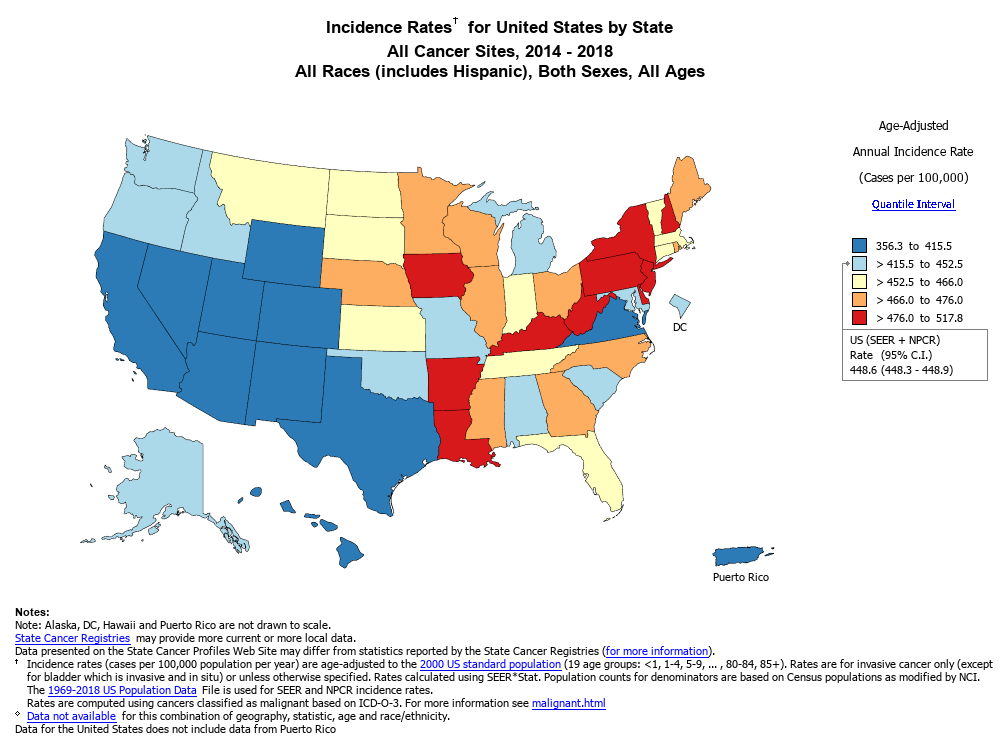 Incidence Rates† for United States by State
All Cancer Sites, 2014 - 2018
All Races (includes Hispanic), Both Sexes, All Ages
Age-Adjusted
Annual Incidence Rate
(Cases per 100,000)
Quantile Interval
356.3 to 415.5
> 415.5 to 452.5
> 452.5 to 466.0
> 466.0 to 476.0
> 476.0 to 517.8
US (SEER + NPCR)
Rate (95% C.I.)
448.6 (448.3 - 448.9)
DC
Puerto Rico
Notes:
Note: Alaska, DC, Hawaii and Puerto Rico are not drawn to scale.
State Cancer Registries may provide more current or more local data.
Data presented on the State Cancer Profiles Web Site may differ from statistics reported by the State Cancer Registries (for more information).
† Incidence rates (cases per 100,000 population per year) are age-adjusted to the 2000 US standard population (19 age groups: <1, 1-4, 5-9, ... , 80-84, 85+). Rates are for invasive cancer only (except
for bladder which is invasive and in situ) or unless otherwise specified. Rates calculated using SEER*Stat. Population counts for denominators are based on Census populations as modified by NCI.
The 1969-2018 US Population Data File is used for SEER and NPCR incidence rates.
Rates are computed using cancers classified as malignant based on ICD-O-3. For more information see malignant.html
⋄ Data not available for this combination of geography, statistic, age and race/ethnicity.
Data for the United States does not include data from Puerto Rico